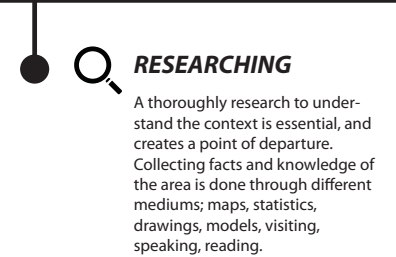 RESEARCHING
A thoroughly research to under-
stand the context is essential, and
creates a point of departure.
Collecting facts and knowledge of
the area is done through different
mediums; maps, statistics,
drawings, models, visiting,
speaking, reading.